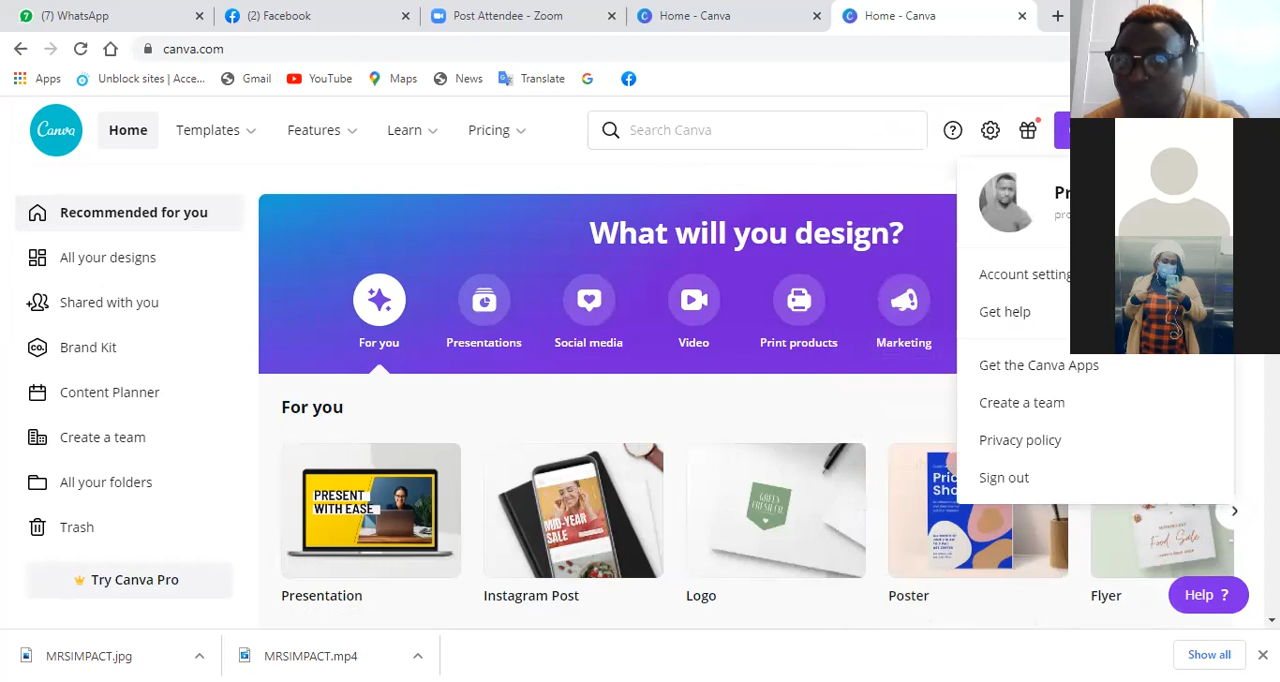 (7) WhatsApp
(2) Facebook
Post Attendee - Zoom
Home - Canva
Home - Canva
canva.com
Apps
Unblock sites | Acce...
Gmail
YouTube
Maps
News
Translate
Canva
Home
Templates
Features
Learn
Pricing
Search Canva
Account setting
Get help
Get the Canva Apps
Create a team
Privacy policy
Sign out
Recommended for you
All your designs
Shared with you
Brand Kit
Content Planner
Create a team
All your folders
Trash
Try Canva Pro
What will you design?
For you
Presentations
Social media
Video
Print products
Marketing
For you
PRESENT
WITH EASE
MID-YEAR
SALE
GREEN
FRESH CO.
Food Sale
Presentation
Instagram Post
Logo
Poster
Flyer
Help ?
MRSIMPACT.jpg
MRSIMPACT.mp4
Show all